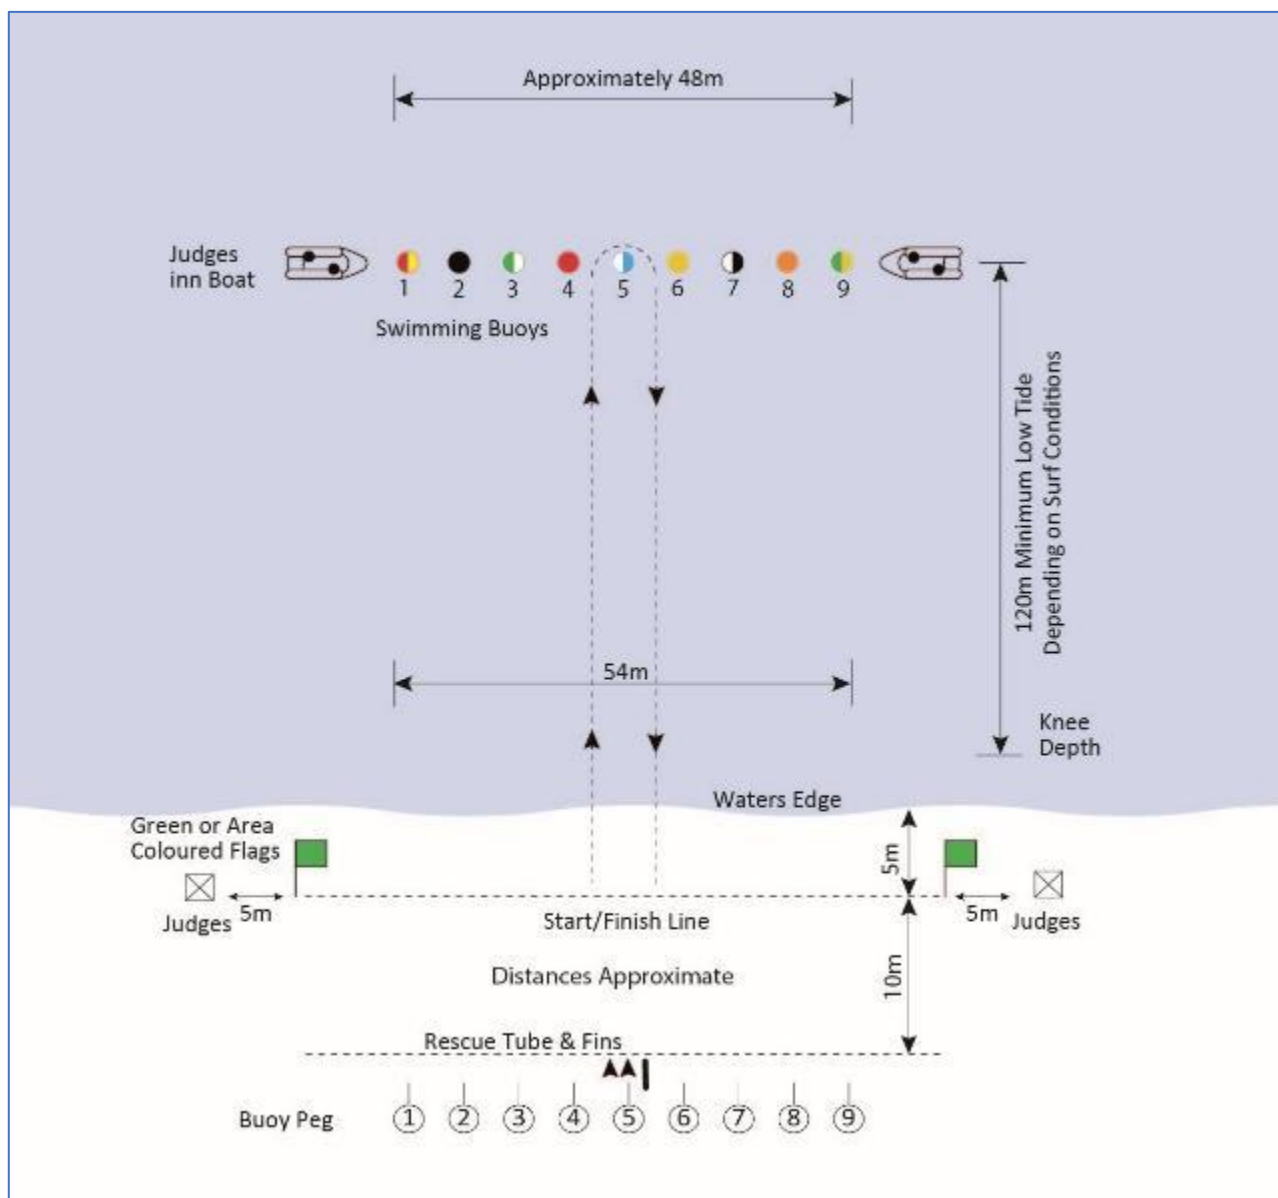 Approximately 48m
Judges
inn Boat
1 2 3 4 5 6 7 8 9
Swimming Buoys
120m Minimum Low Tide
Depending on Surf Conditions
54m
Knee
Depth
Waters Edge
Green or Area
Coloured Flags
5m
5m
5m
Judges
Start/Finish Line
Judges
Distances Approximate
10m
Rescue Tube & Fins
Buoy Peg
1 2 3 4 5 6 7 8 9